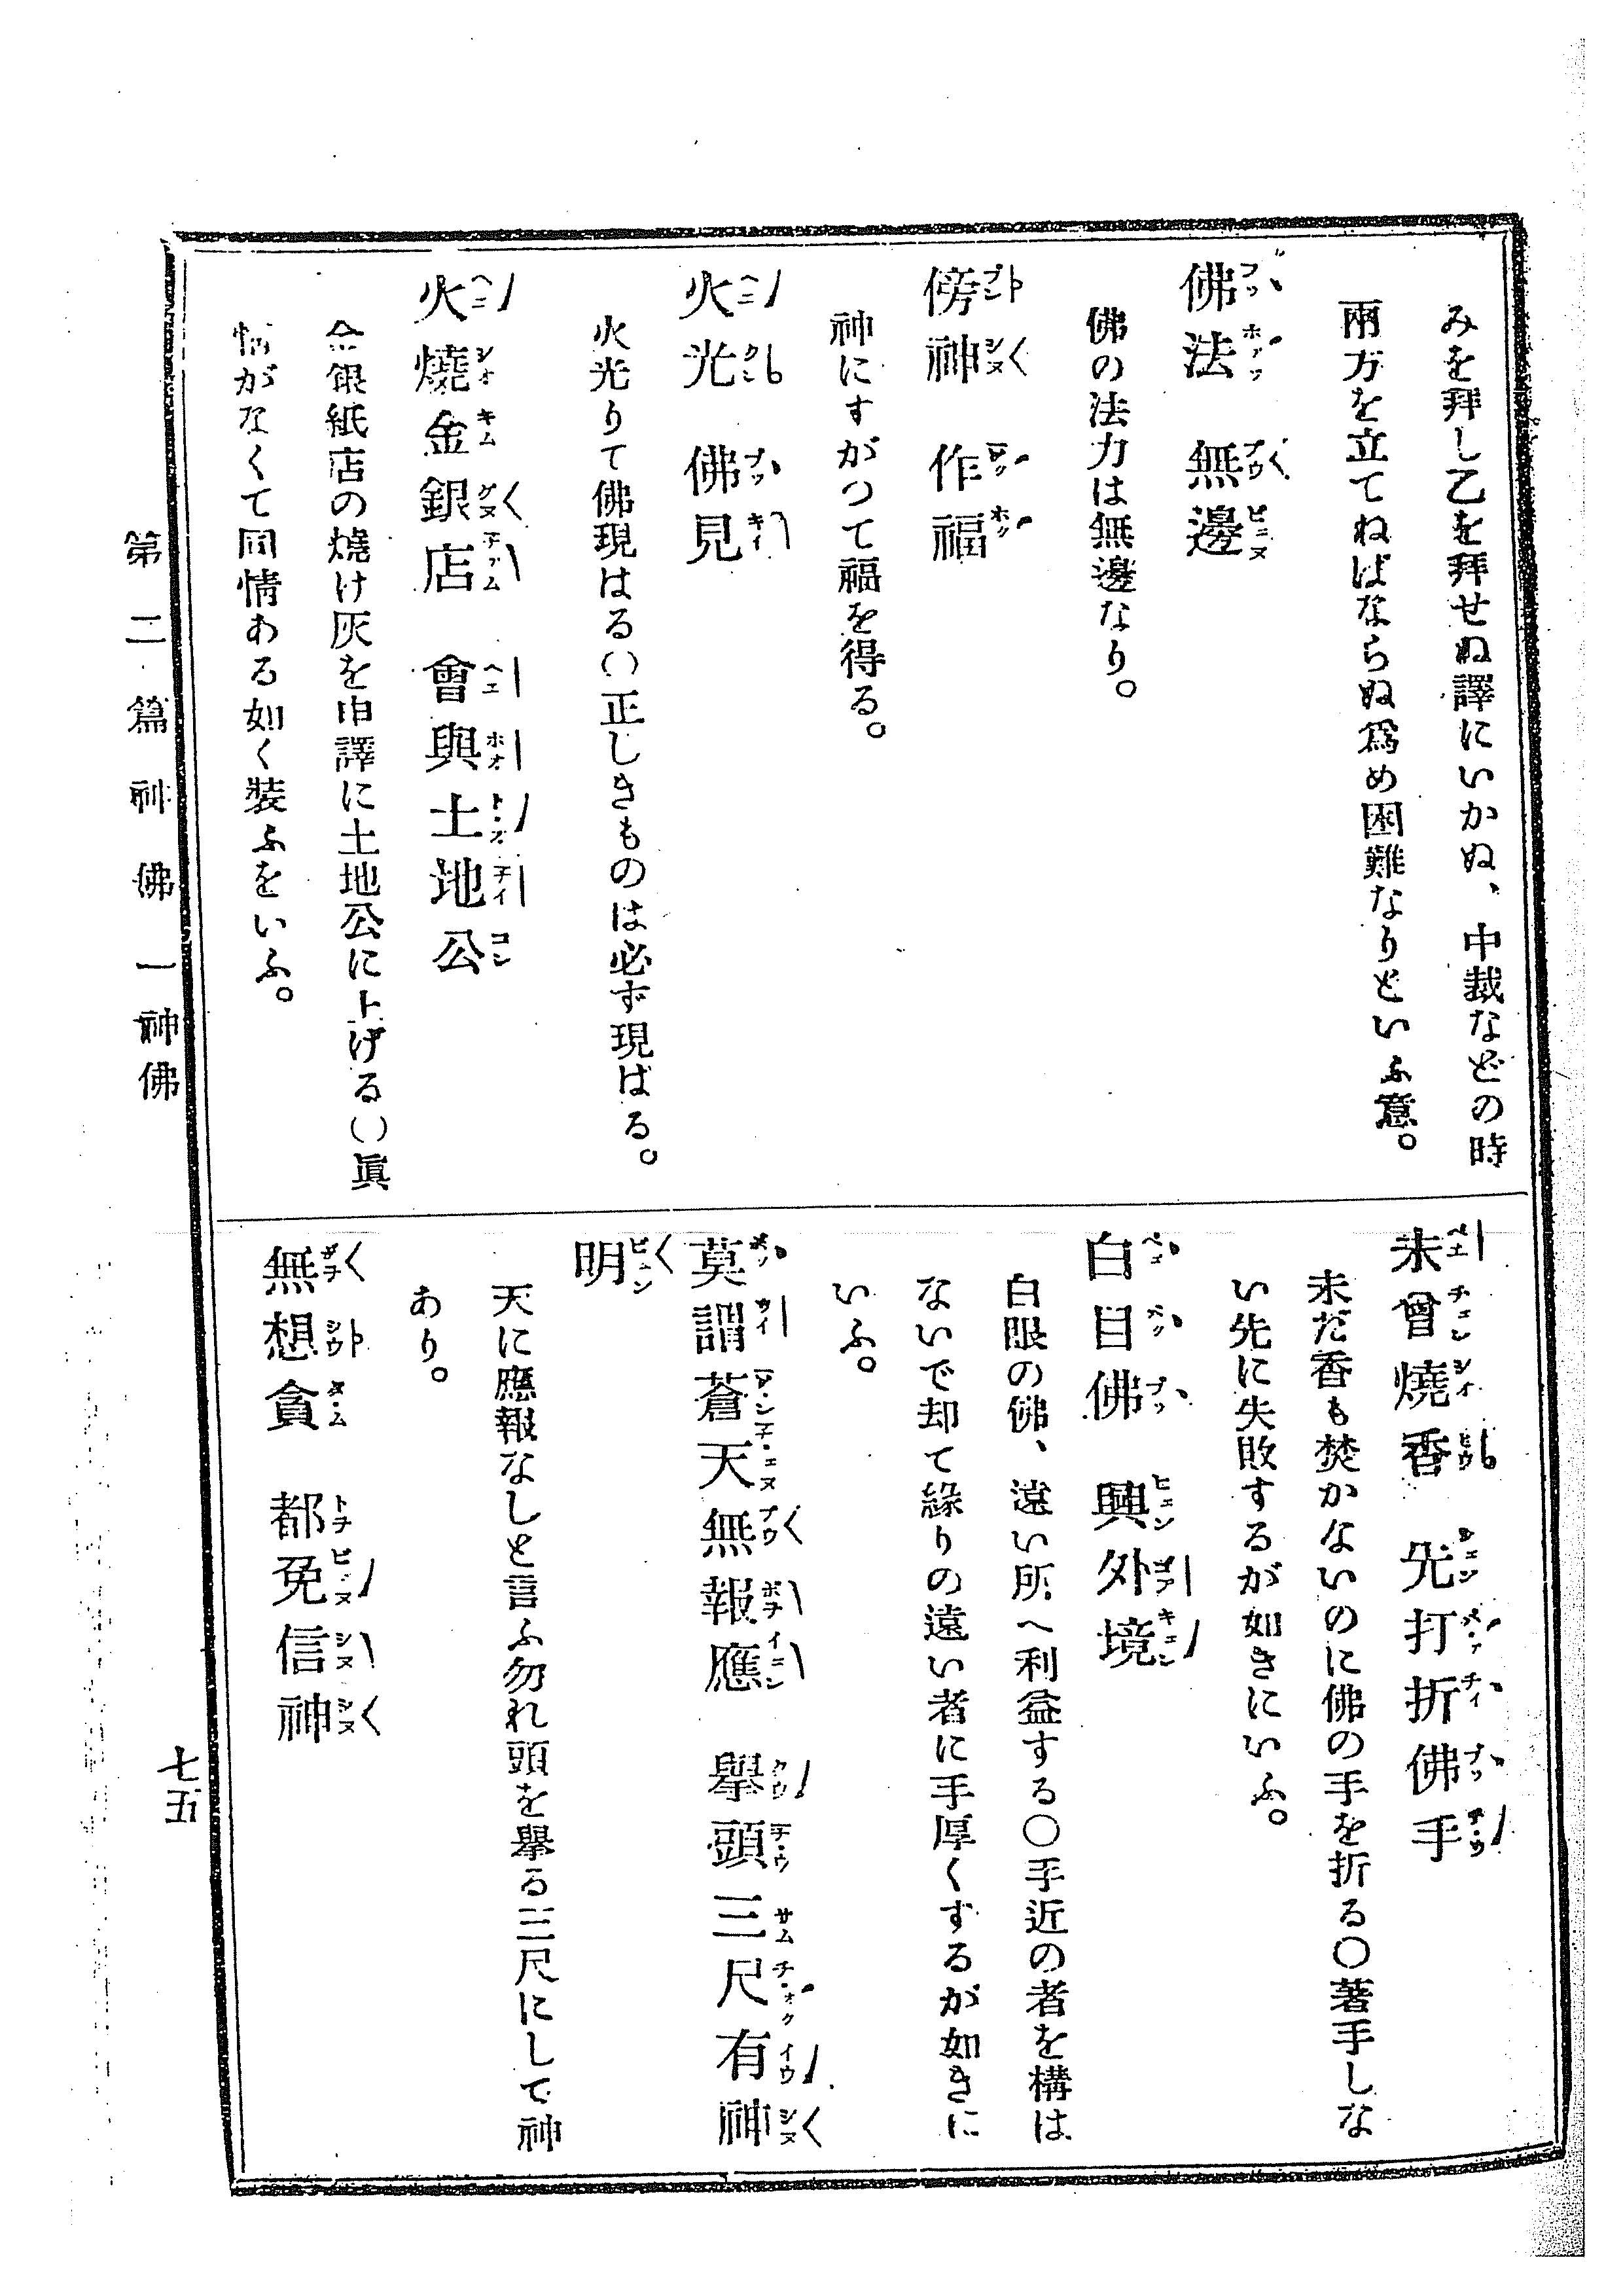 みを拜し乙を拜せぬ譯にいかぬ、中裁などの時
兩方を立てねばならぬ爲め困難なりといふ意。
佛法 無邊
佛の法力は無邊なり。
傍神 作福
神にすがつて福を得る。
火光 佛見
火光りて佛現はる〇正しきものは必ず現はる。
火燒金銀店 會與土地公
金銀紙店の燒け灰を申譯に土地公に上げる〇眞
情がなくて同情ある如く裝ふをいふ。
未曾燒香 先打折佛手
未だ香も焚かないのに佛の手を折る〇著手しな
い先に失敗するが如きにいふ。
白目佛 興外境
白眼の佛、遠い所へ利益する〇手近の者を構は
ないで却て緣りの遠い者に手厚くするが如きに
いふ。
莫謂蒼天無報應 擧頭三尺有神
明
天に應報なしと言ふ勿れ頭を擧る三尺にして神
あり。
無想貪 都免信神
第二篇 神佛 一 神佛
七五